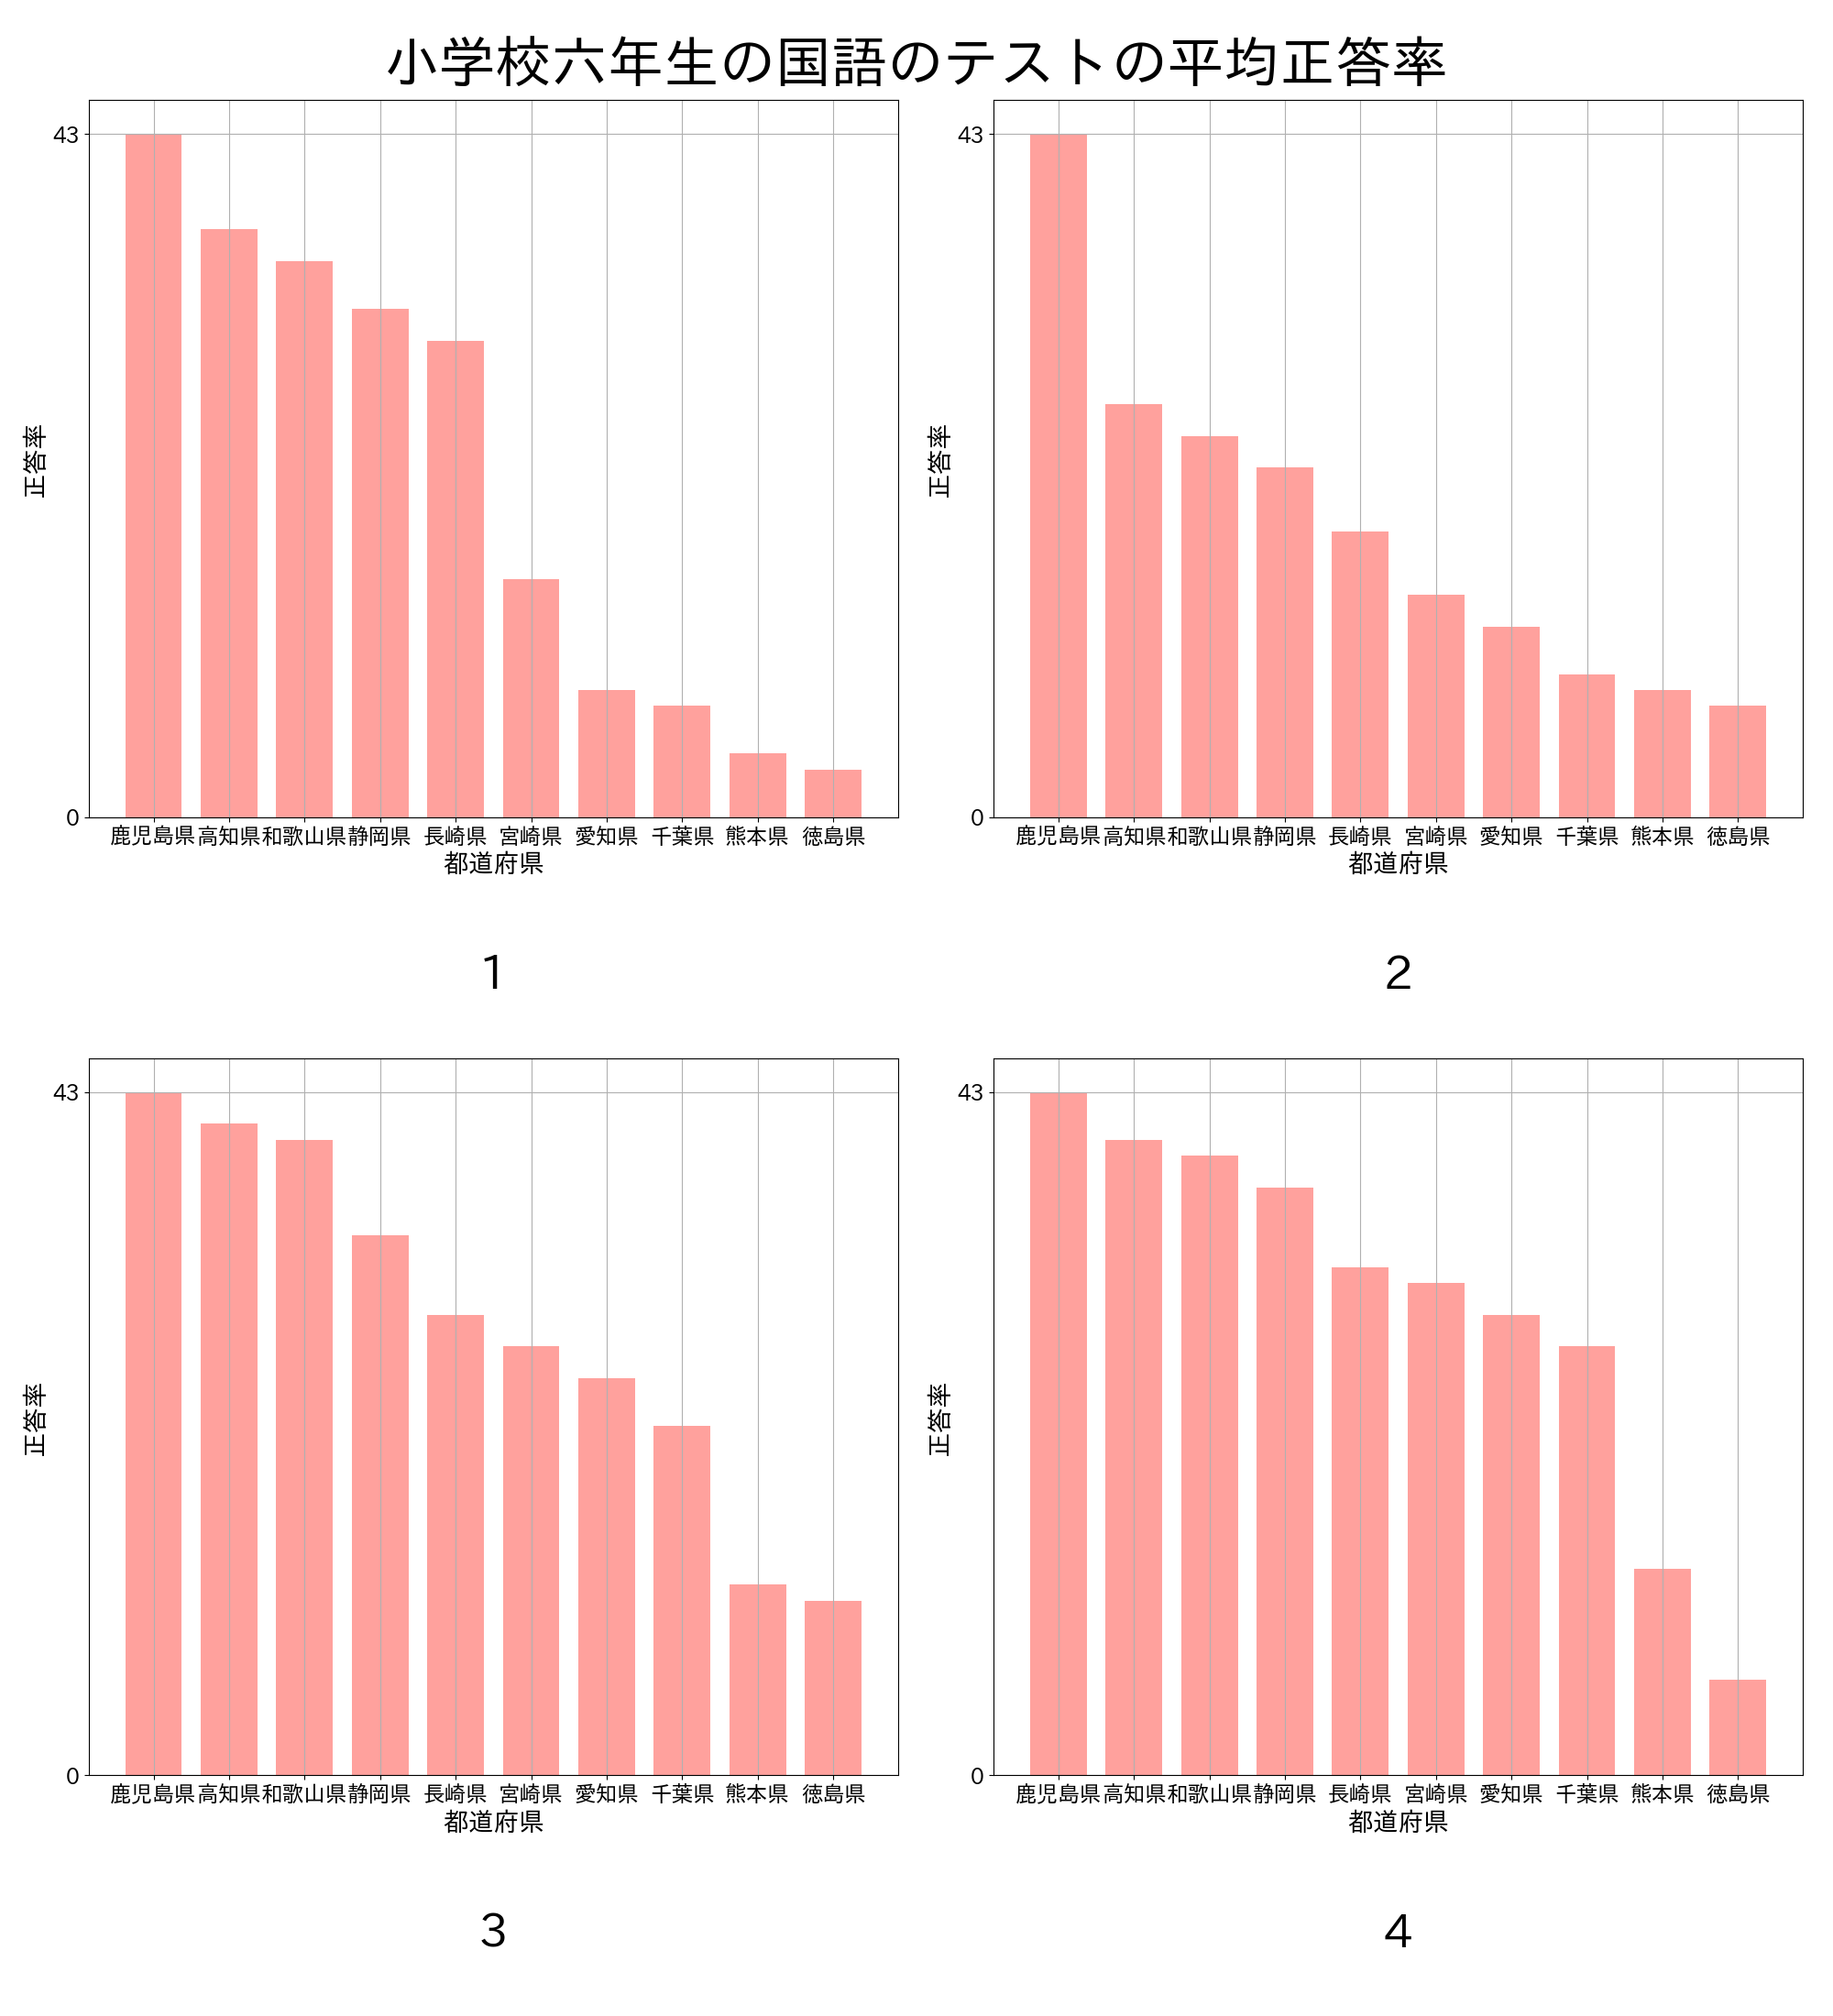 小学校六年生の国語のテストの平均正答率
43
0
正答率
鹿児島県 高知県 和歌山県 静岡県 長崎県 宮崎県 愛知県 千葉県 熊本県 徳島県
都道府県
1
43
0
正答率
鹿児島県 高知県 和歌山県 静岡県 長崎県 宮崎県 愛知県 千葉県 熊本県 徳島県
都道府県
2
43
0
正答率
鹿児島県 高知県 和歌山県 静岡県 長崎県 宮崎県 愛知県 千葉県 熊本県 徳島県
都道府県
3
43
0
正答率
鹿児島県 高知県 和歌山県 静岡県 長崎県 宮崎県 愛知県 千葉県 熊本県 徳島県
都道府県
4